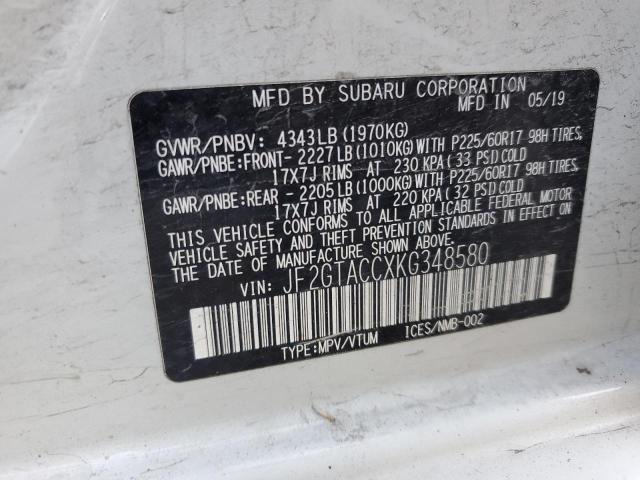 MFD BY SUBARU CORPORATION
MFD IN 05/19
GVWR/PNBV: 4343LB(1970KG)
GAWR/PNBE:FRONT-2227LB(1010KG)WITH P225/60R17 98H TIRES,
17X7J RIMS AT 230 KPA(33 PSI)COLD
GAWR/PNBE:REAR -2205LB(1000KG)WITH P225/60R17 98H TIRES,
17X7J RIMS AT 220 KPA(32 PSI)COLD
THIS VEHICLE CONFORMS TO ALL APPLICABLE FEDERAL MOTOR
VEHICLE SAFETY AND THEFT PREVENTION STANDARDS IN EFFECT ON
THE DATE OF MANUFACTURE SHOWN ABOVE.
VIN: JF2GTACCXKG348580
TYPE:MPV/VTUM ICES/NMB-002